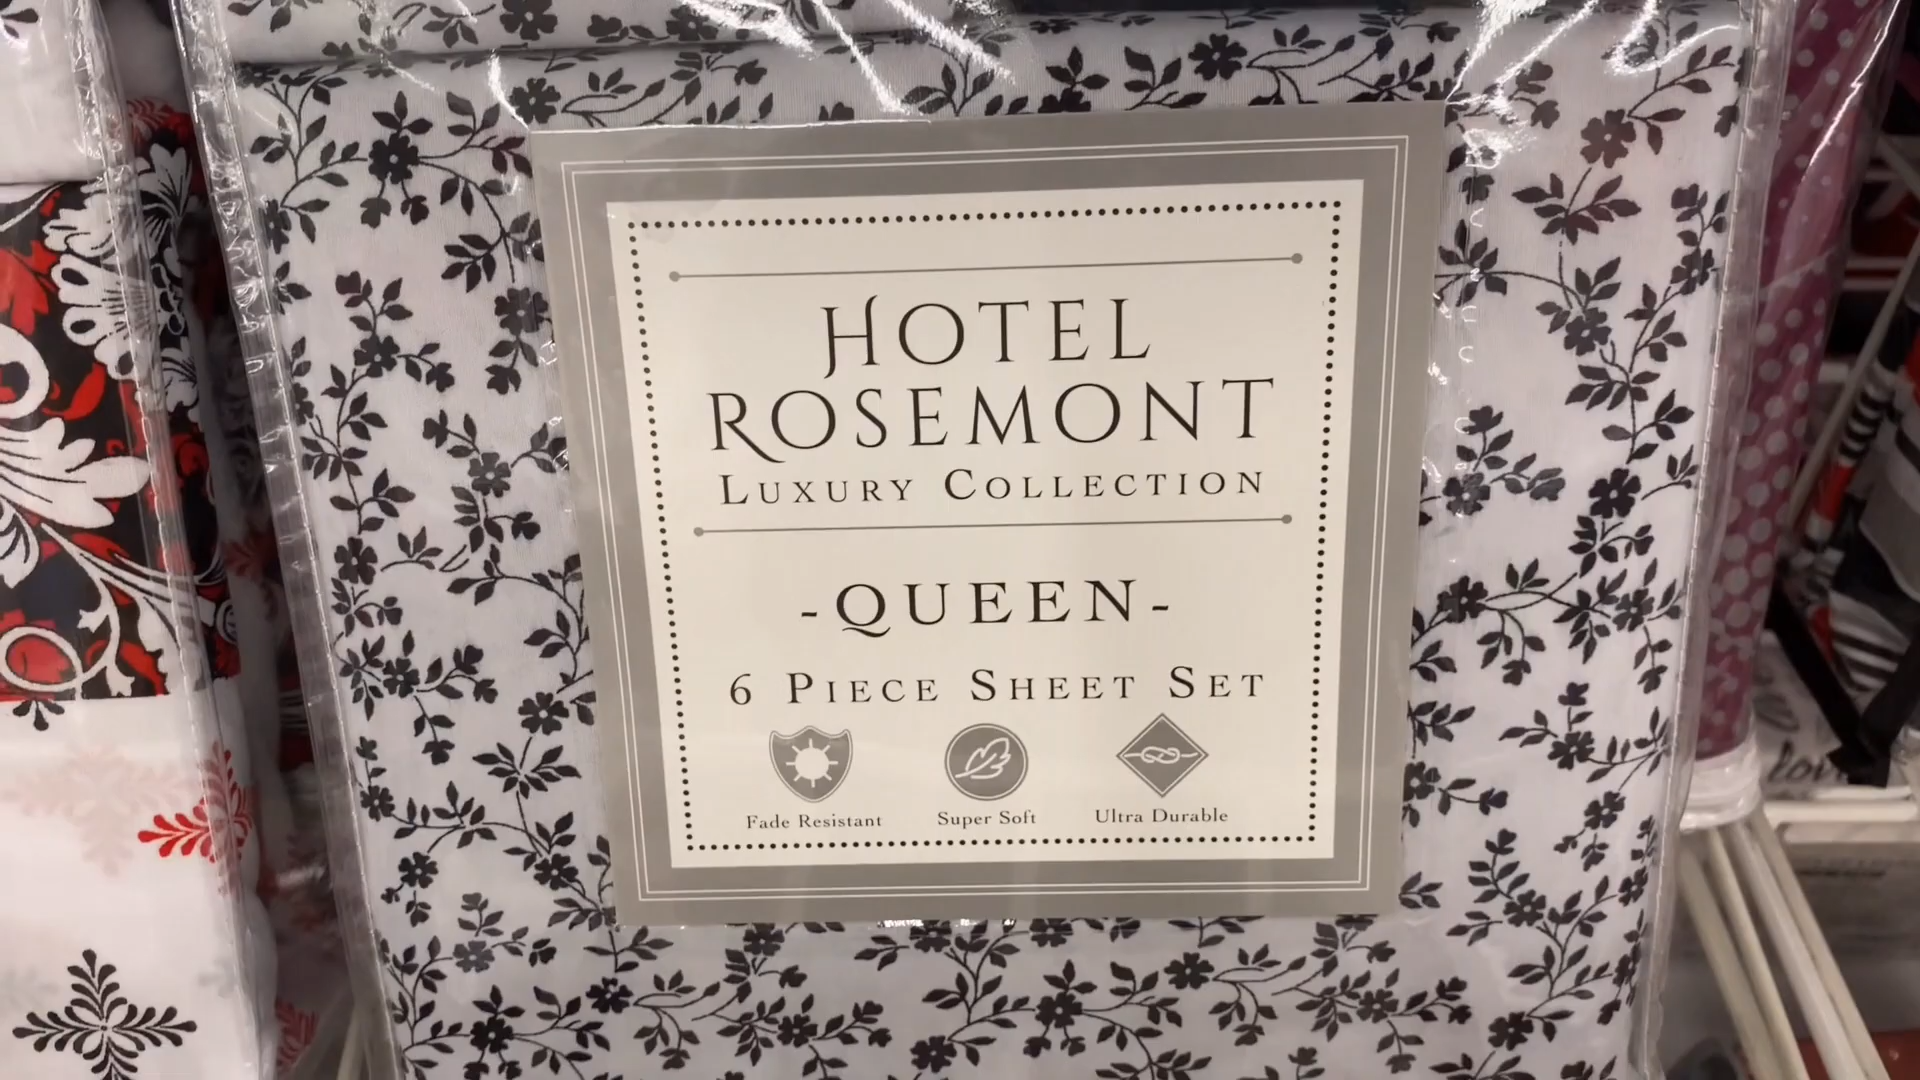 HOTEL
ROSEMONT
LUXURY COLLECTION
-QUEEN-
6 PIECE SHEET SET
Fade Resistant Super Soft Ultra Durable